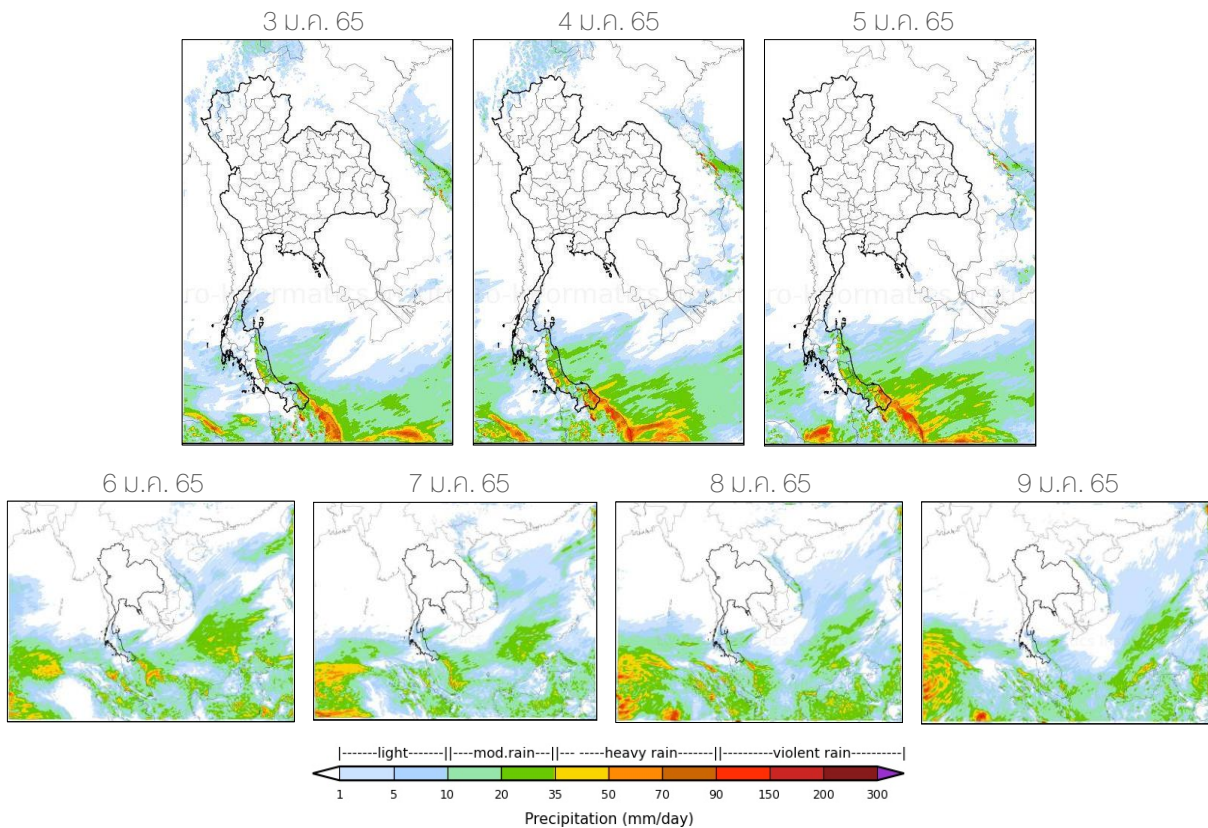 3 ม.ค. 65 4 ม.ค. 65 5 ม.ค. 65
6 ม.ค. 65 7 ม.ค. 65 8 ม.ค. 65 9 ม.ค. 65
|-------light-------||----mod.rain---||--- -----heavy rain-------||----------violent rain---------|
1 5 10 20 35 50 70 90 150 200 300
Precipitation (mm/day)